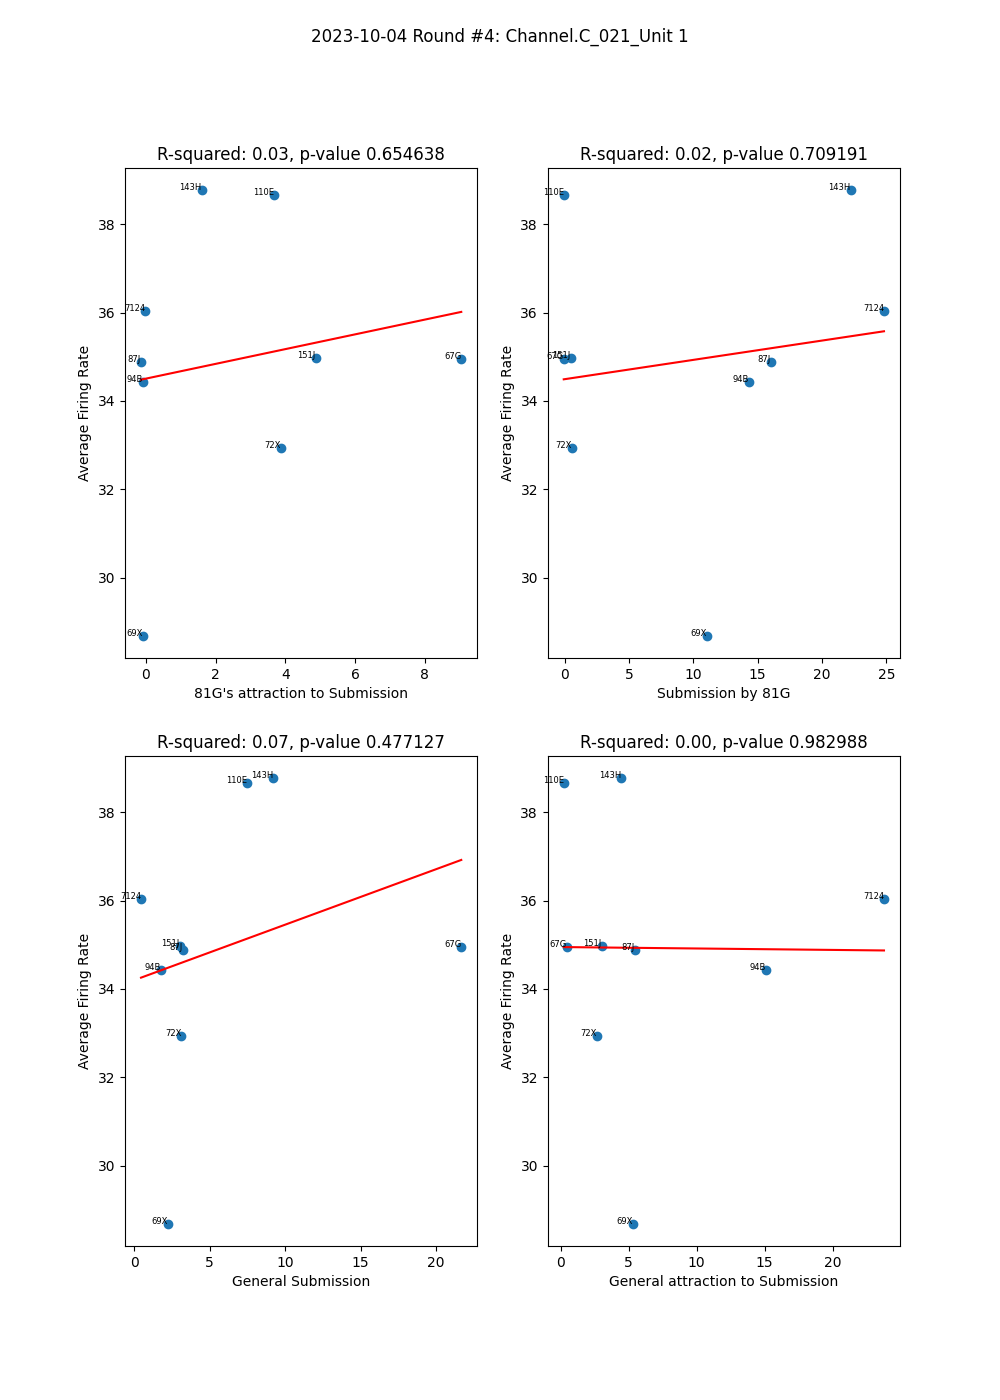 2023-10-04 Round #4: Channel.C_021_Unit 1
R-squared: 0.03, p-value 0.654638
R-squared: 0.02, p-value 0.709191
143H
110E
7124
87J
94B
151J
67G
72X
69X
38
36
34
32
30
Average Firing Rate
0 2 4 6 8
81G's attraction to Submission
110E
143H
7124
67G
151J
87J
94B
72X
69X
38
36
34
32
30
Average Firing Rate
0 5 10 15 20 25
Submission by 81G
R-squared: 0.07, p-value 0.477127
R-squared: 0.00, p-value 0.982988
110E
143H
7124
151J
87J
94B
67G
72X
69X
38
36
34
32
30
Average Firing Rate
0 5 10 15 20
General Submission
110E
143H
7124
67G
151J
87J
94B
72X
69X
38
36
34
32
30
Average Firing Rate
0 5 10 15 20
General attraction to Submission